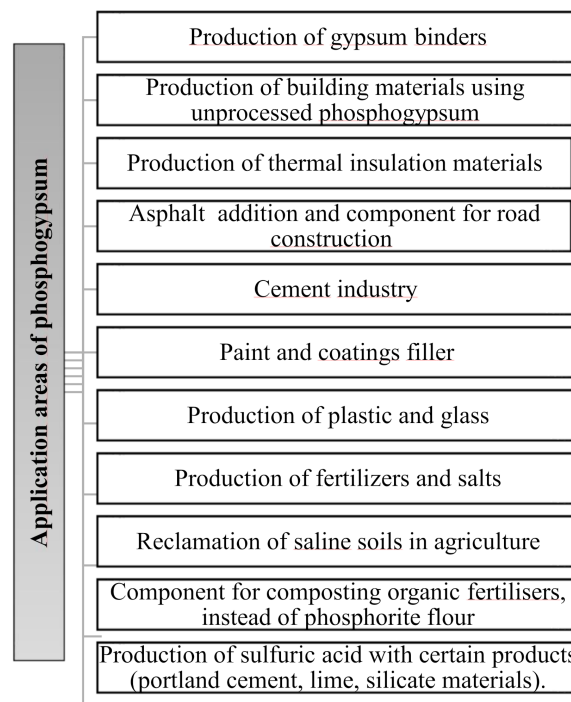 Application areas of phosphogypsum
Production of gypsum binders
Production of building materials using
unprocessed phosphogypsum
Production of thermal insulation materials
Asphalt addition and component for road
construction
Cement industry
Paint and coatings filler
Production of plastic and glass
Production of fertilizers and salts
Reclamation of saline soils in agriculture
Component for composting organic fertilisers,
instead of phosphorite flour
Production of sulfuric acid with certain products
(portland cement, lime, silicate materials).